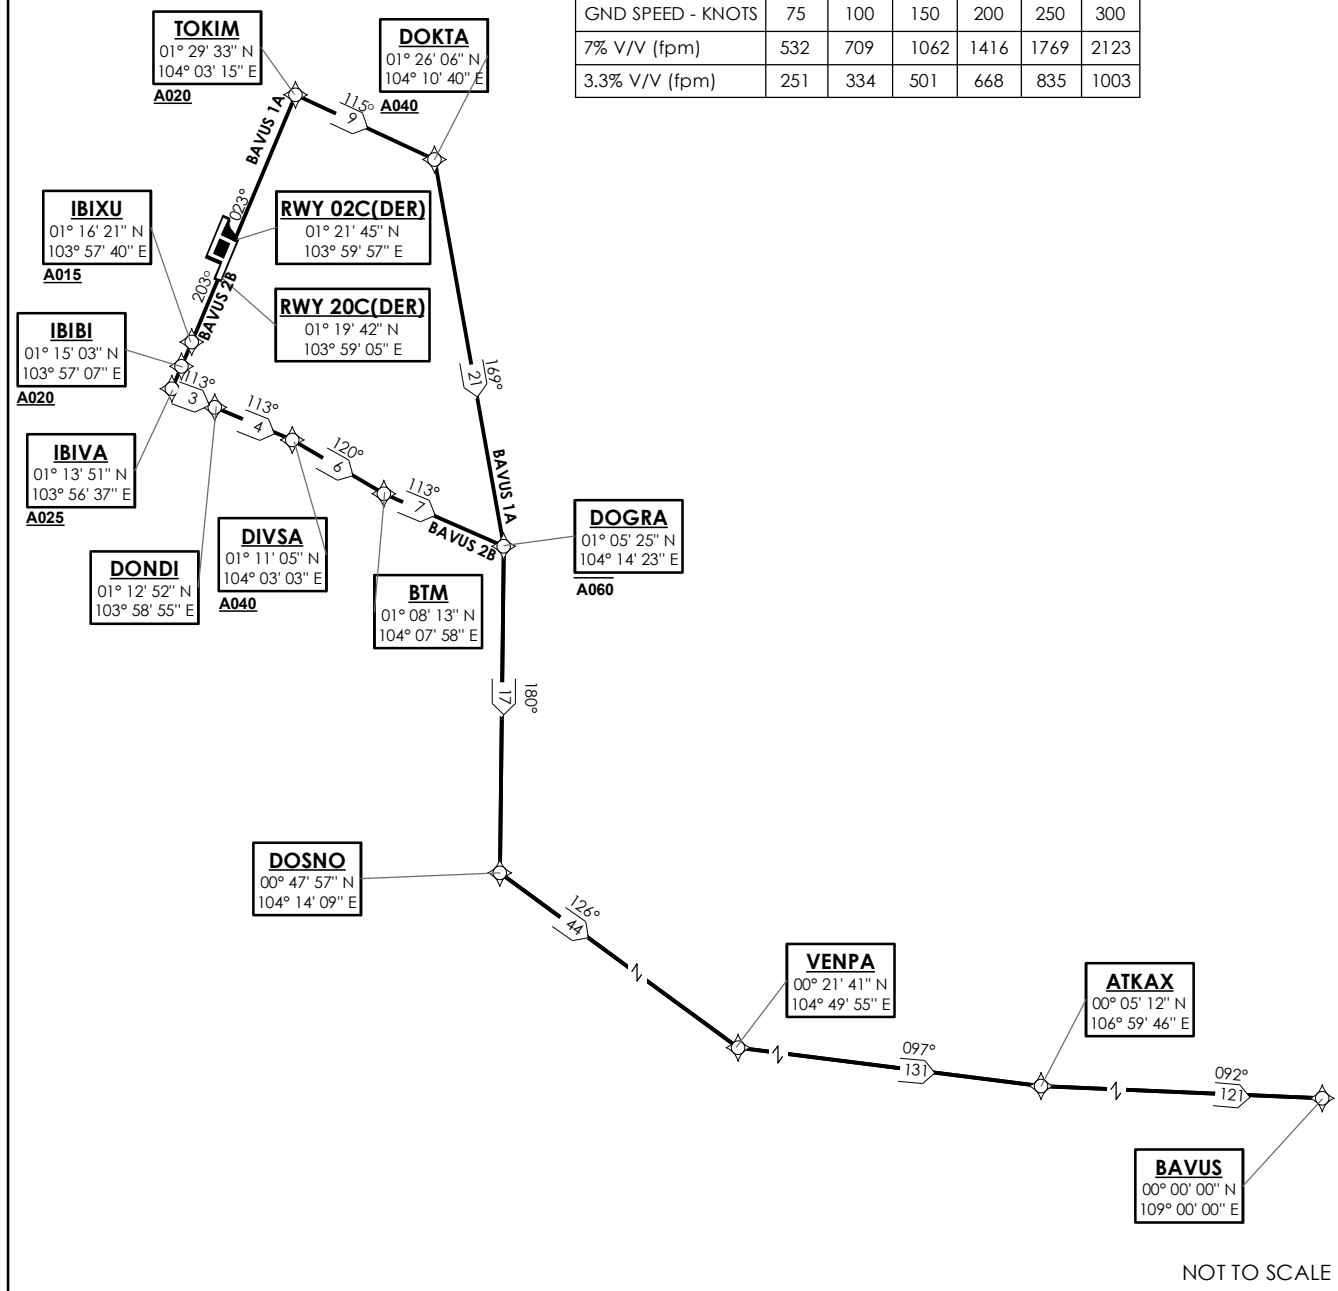 GND SPEED - KNOTS 75 100 150 200 250 300
7% V/V (fpm) 532 709 1062 1416 1769 2123
3.3% V/V (fpm) 251 334 501 668 835 1003
TOKIM
01° 29' 33" N
104° 03' 15" E
A020
DOKTA
01° 26' 06" N
104° 10' 40" E
A040
115°
9
BAVUS 1A
023°
IBIXU
01° 16' 21" N
103° 57' 40" E
A015
RWY 02C(DER)
01° 21' 45" N
103° 59' 57" E
203°
BAVUS 2B
RWY 20C(DER)
01° 19' 42" N
103° 59' 05" E
IBIBI
01° 15' 03" N
103° 57' 07" E
A020
113°
3
113°
4
120°
6
113°
7
BAVUS 2B
169°
21
BAVUS 1A
IBIVA
01° 13' 51" N
103° 56' 37" E
A025
DONDI
01° 12' 52" N
103° 58' 55" E
DIVSA
01° 11' 05" N
104° 03' 03" E
A040
BTM
01° 08' 13" N
104° 07' 58" E
DOGRA
01° 05' 25" N
104° 14' 23" E
A060
180°
17
DOSNO
00° 47' 57" N
104° 14' 09" E
126°
44
VENPA
00° 21' 41" N
104° 49' 55" E
097°
131
ATKAX
00° 05' 12" N
106° 59' 46" E
092°
121
BAVUS
00° 00' 00" N
109° 00' 00" E
NOT TO SCALE